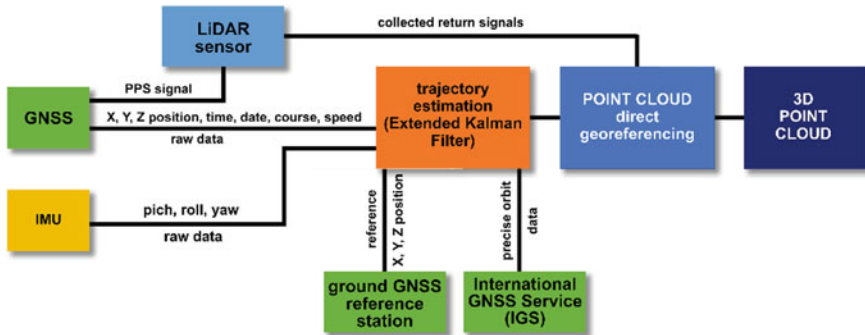 LiDAR
sensor
collected return signals
PPS signal
GNSS
X, Y, Z position, time, date, course, speed
raw data
trajectory
estimation
(Extended Kalman
Filter)
POINT CLOUD
direct
georeferencing
3D
POINT
CLOUD
IMU
pich, roll, yaw
raw data
reference
X, Y, Z position
precise orbit
data
ground GNSS
reference
station
International
GNSS Service
(IGS)